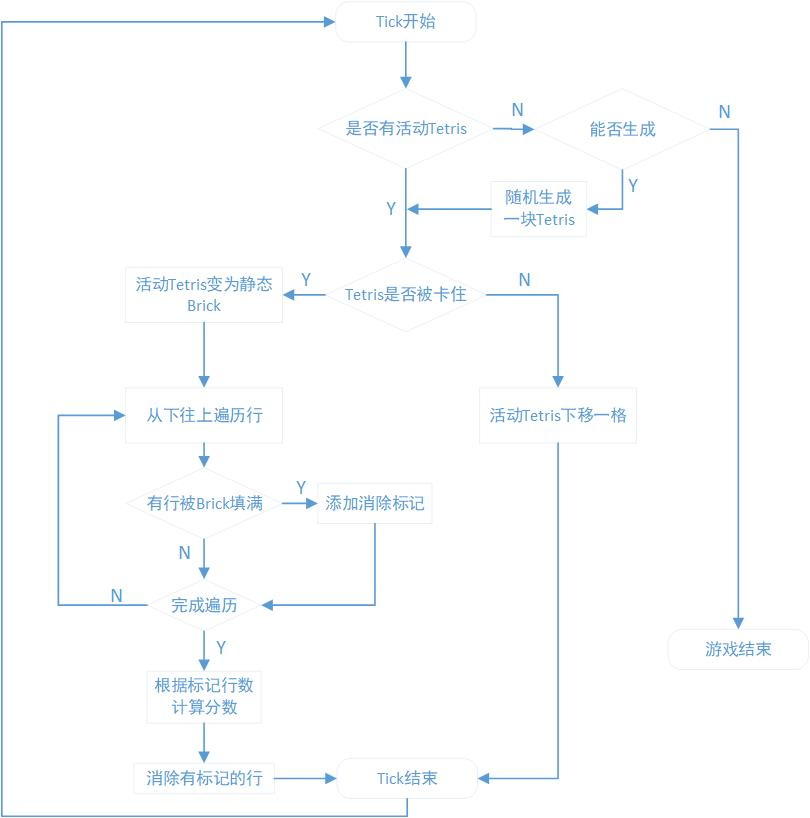 Tick开始
是否有活动Tetris
N
能否生成
N
Y
随机生成
一块Tetris
Y
活动Tetris变为静态
Brick
Y
Tetris是否被卡住
N
从下往上遍历行
活动Tetris下移一格
有行被Brick填满
Y
添加消除标记
N
N
完成遍历
Y
游戏结束
根据标记行数
计算分数
消除有标记的行
Tick结束